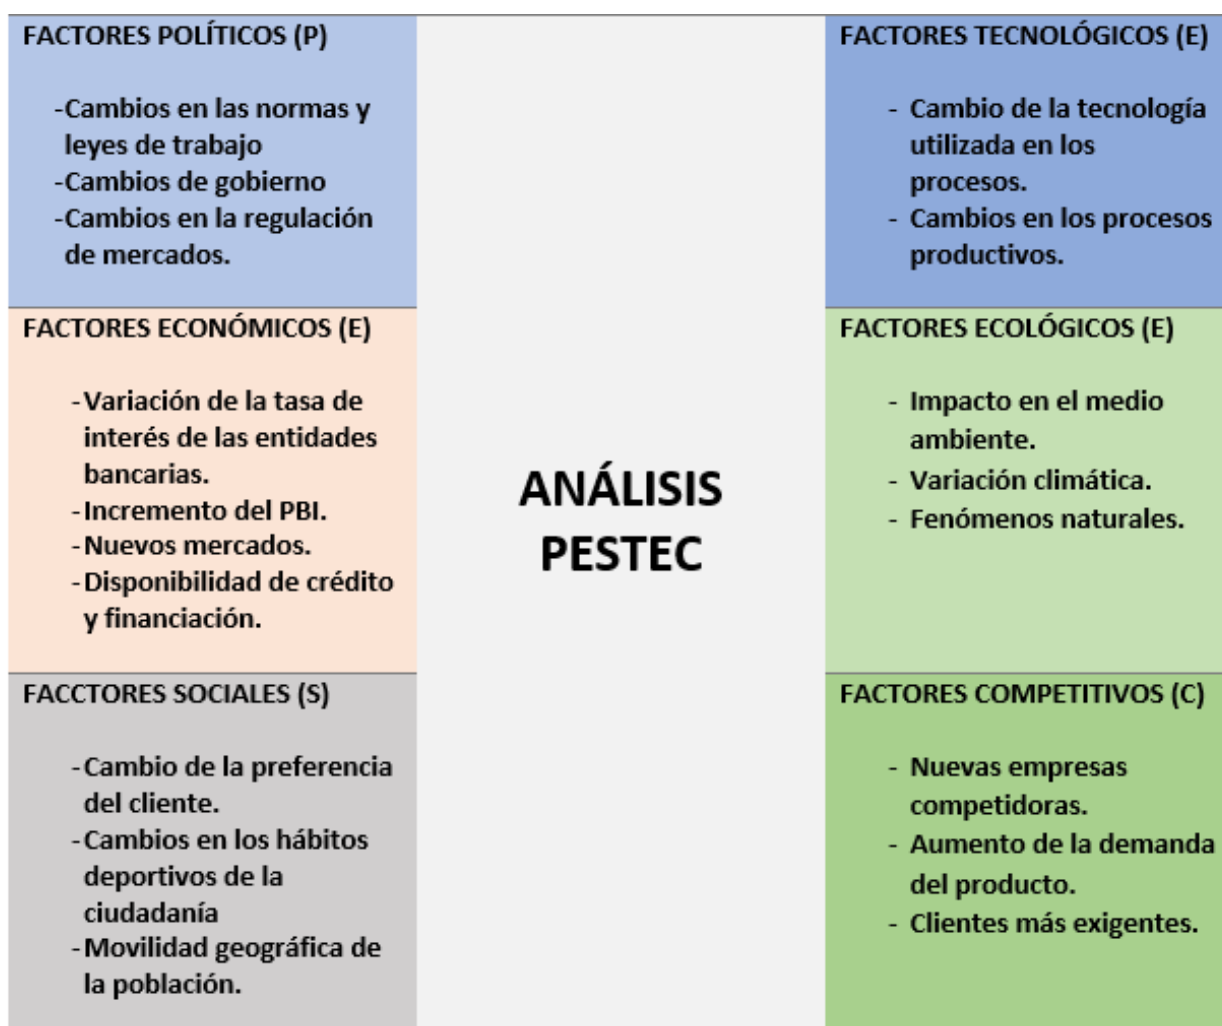 FACTORES POLÍTICOS (P)
-Cambios en las normas y
leyes de trabajo
-Cambios de gobierno
-Cambios en la regulación
de mercados.
FACTORES ECONÓMICOS (E)
-Variación de la tasa de
interés de las entidades
bancarias.
-Incremento del PBI.
-Nuevos mercados.
-Disponibilidad de crédito
y financiación.
FACCTORES SOCIALES (S)
-Cambio de la preferencia
del cliente.
-Cambios en los hábitos
deportivos de la
ciudadanía
-Movilidad geográfica de
la población.
ANÁLISIS
PESTEC
FACTORES TECNOLÓGICOS (E)
- Cambio de la tecnología
utilizada en los
procesos.
- Cambios en los procesos
productivos.
FACTORES ECOLÓGICOS (E)
- Impacto en el medio
ambiente.
- Variación climática.
- Fenómenos naturales.
FACTORES COMPETITIVOS (C)
- Nuevas empresas
competidoras.
- Aumento de la demanda
del producto.
- Clientes más exigentes.